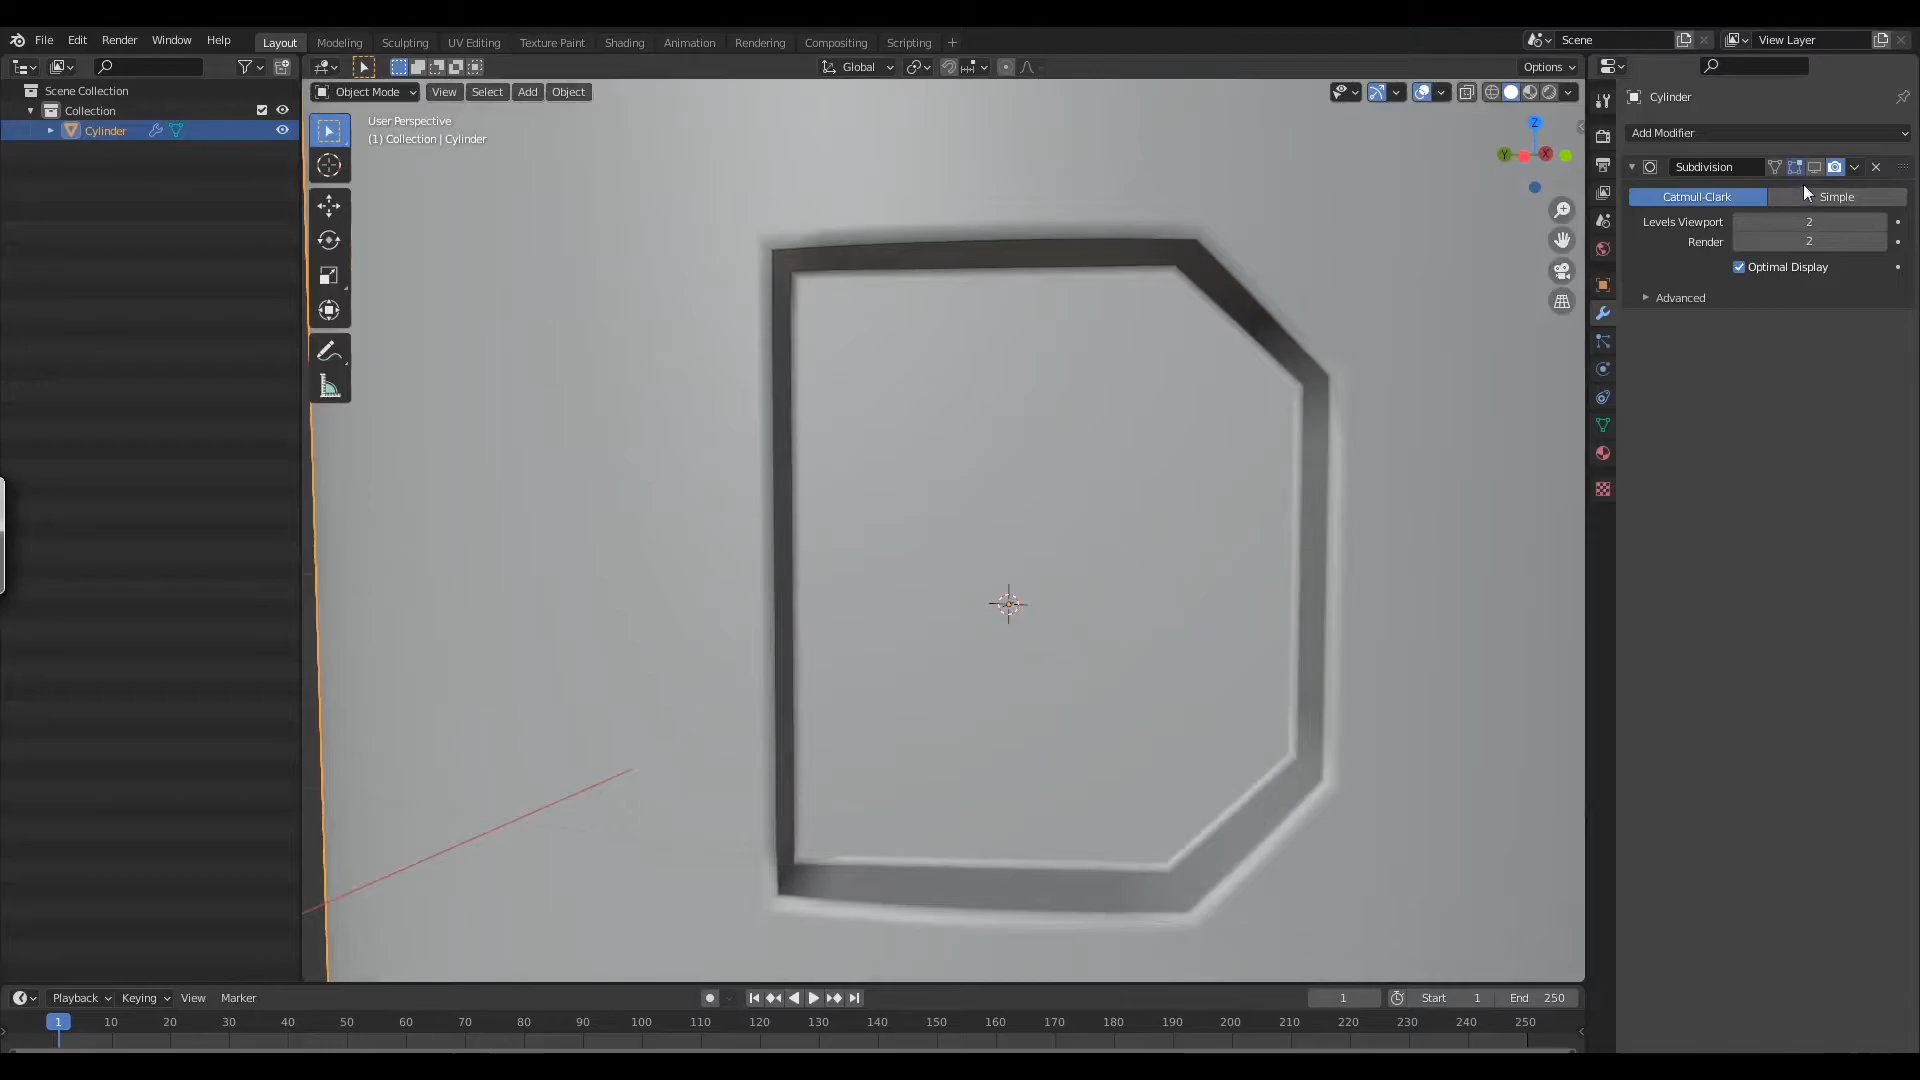 File Edit Render Window Help
Layout Modeling Sculpting UV Editing Texture Paint Shading Animation Rendering Compositing Scripting +
Scene
View Layer
Global
Options
Scene Collection
Collection
Cylinder
Object Mode View Select Add Object
User Perspective
(1) Collection | Cylinder
Z
Y
X
Cylinder
Add Modifier
Subdivision
Catmull-Clark Simple
Levels Viewport 2
Render 2
Optimal Display
Advanced
Playback Keying View Marker
1
Start 1 End 250
1 10 20 30 40 50 60 70 80 90 100 110 120 130 140 150 160 170 180 190 200 210 220 230 240 250